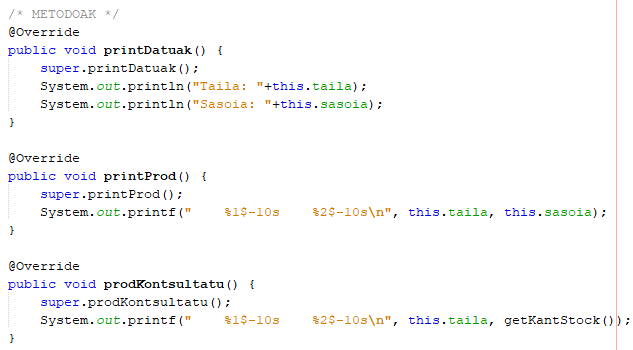 /* METODOAK */
@Override
public void printDatuak() {
    super.printDatuak();
    System.out.println("Taila: "+this.taila);
    System.out.println("Sasoia: "+this.sasoia);
}

@Override
public void printProd() {
    super.printProd();
    System.out.printf("    %1$-10s    %2$-10s\n", this.taila, this.sasoia);
}

@Override
public void prodKontsultatu() {
    super.prodKontsultatu();
    System.out.printf("    %1$-10s    %2$-10s\n", this.taila, getKantStock());
}